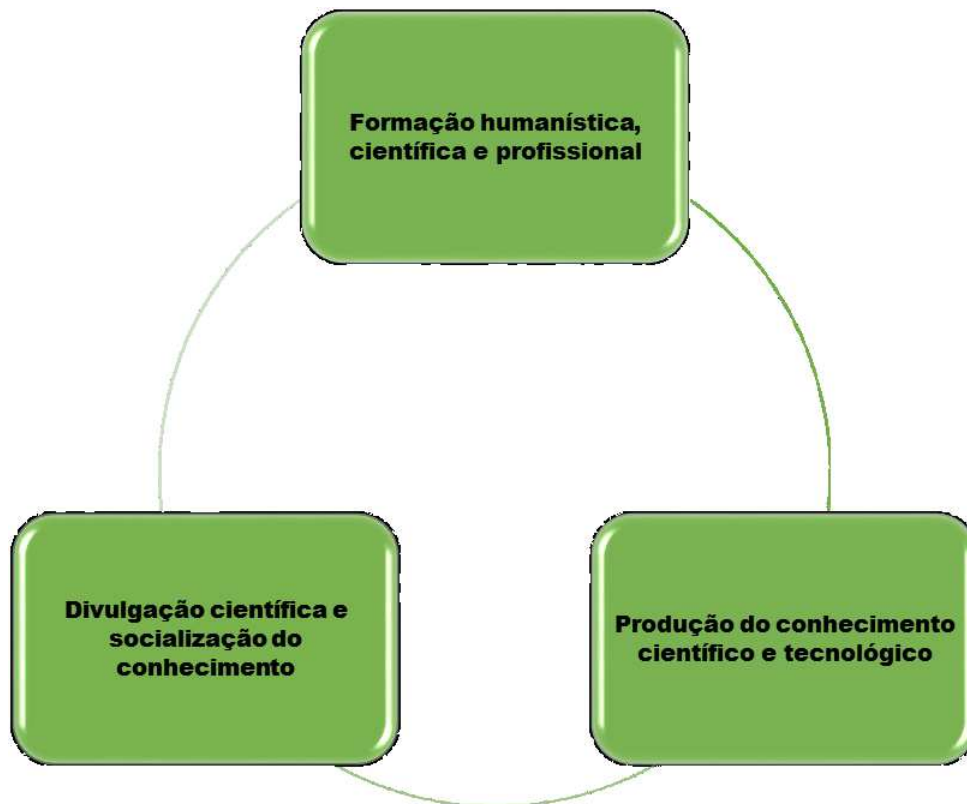 Formação humanística,
científica e profissional
Divulgação científica e
socialização do
conhecimento
Produção do conhecimento
científico e tecnológico